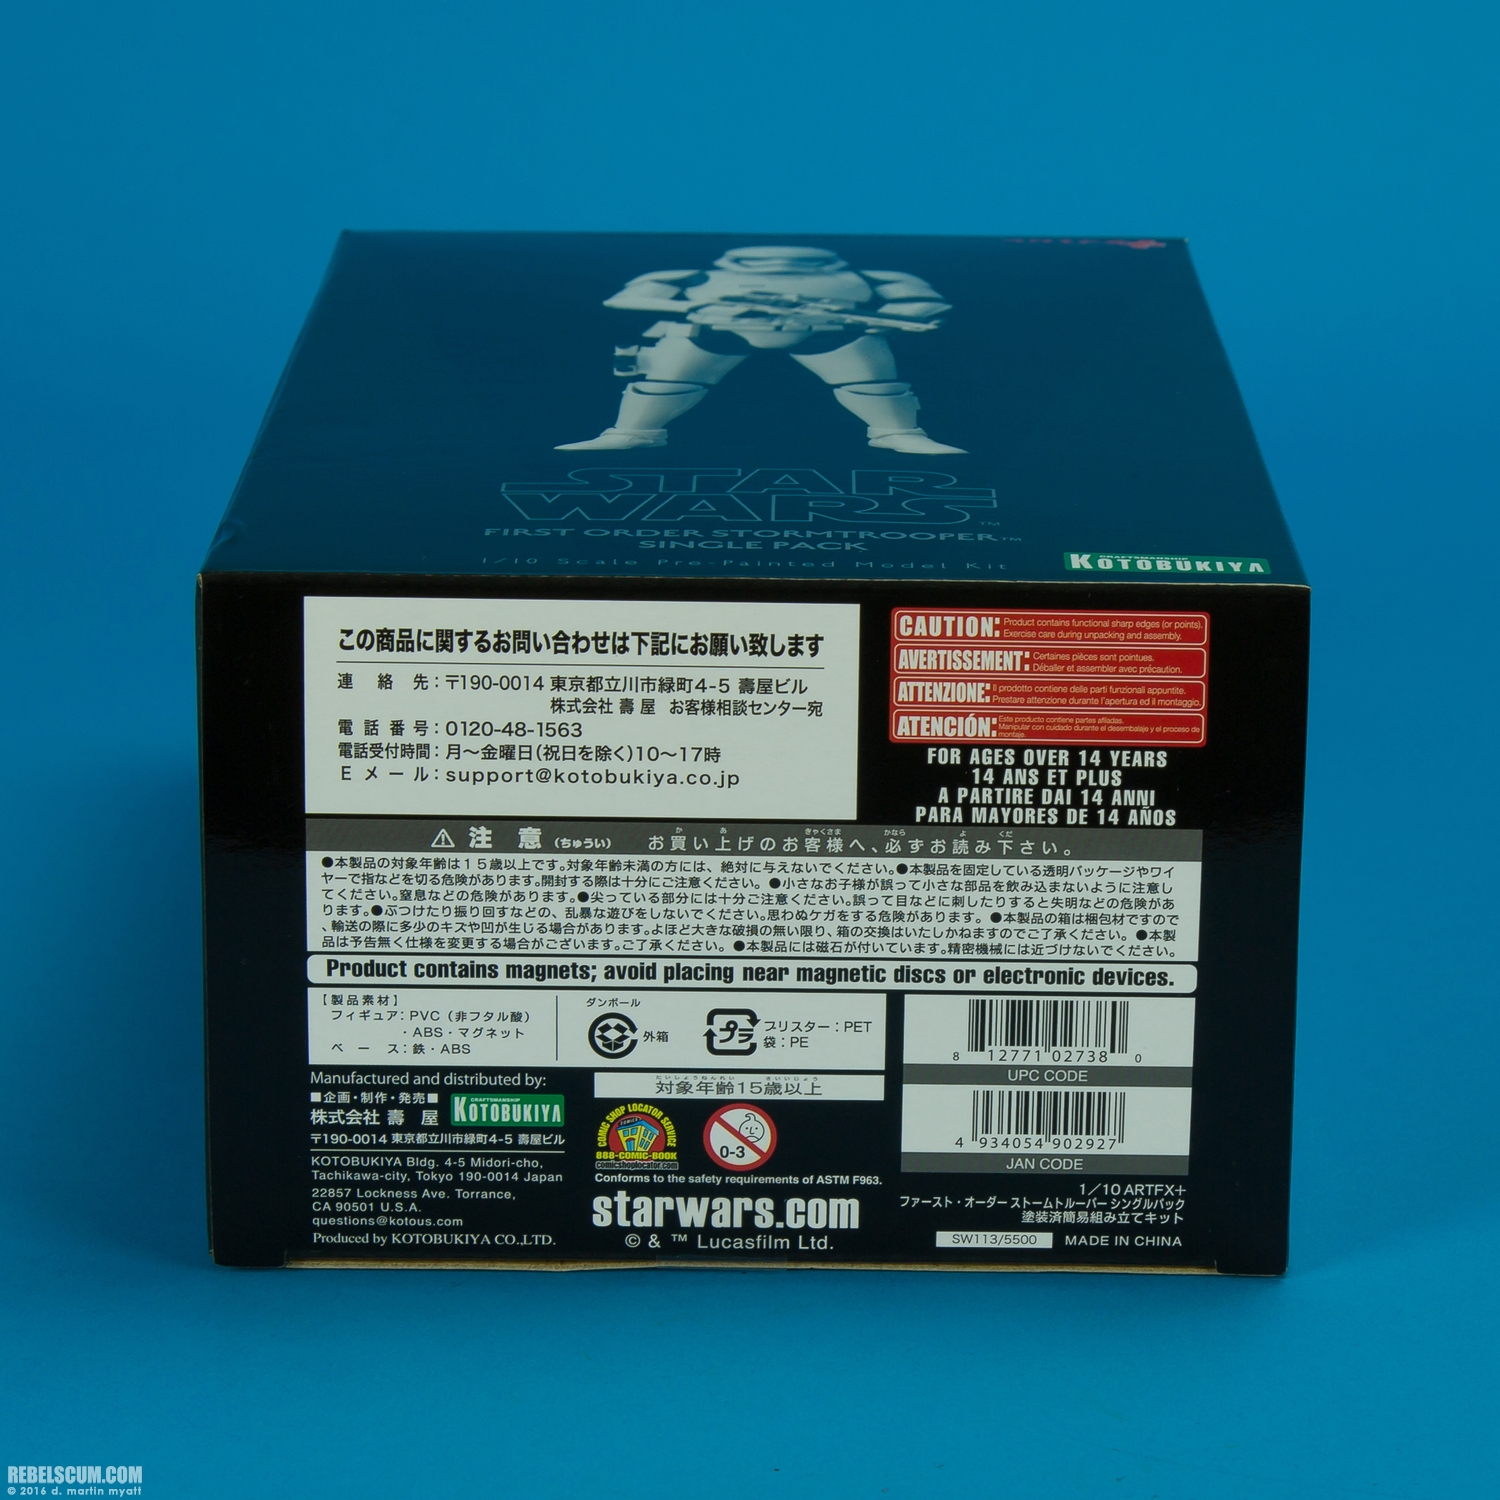 STAR
WARS™
FIRST ORDER STORMTROOPER™
SINGLE PACK
1/10 Scale Pre-Painted Model Kit
CRAFTSMANSHIP
KOTOBUKIYA
この商品に関するお問い合わせは下記にお願い致します
連絡先:〒190-0014 東京都立川市緑町4-5 壽屋ビル
株式会社 壽屋 お客様相談センター宛
電話番号:0120-48-1563
電話受付時間:月〜金曜日(祝日を除く)10〜17時
Eメール:support@kotobukiya.co.jp
CAUTION: Product contains functional sharp edges (or points).
Exercise care during unpacking and assembly.
AVERTISSEMENT: Certaines pièces sont pointues.
Déballer et assembler avec précaution.
ATTENZIONE: Il prodotto contiene delle parti funzionali appuntite.
Prestare attenzione durante l'apertura ed il montaggio.
ATENCIÓN: Este producto contiene partes afiladas.
Manipular con cuidado durante el desembalaje y el proceso de
montaje.
FOR AGES OVER 14 YEARS
14 ANS ET PLUS
A PARTIRE DAI 14 ANNI
PARA MAYORES DE 14 AÑOS
⚠ 注意 (ちゅうい) お買い上げのお客様へ、必ずお読み下さい。
●本製品の対象年齢は15歳以上です。対象年齢未満の方には、絶対に与えないでください。●本製品を固定している透明パッケージやワイ
ヤーで指などを切る危険があります。開封する際は十分にご注意ください。 ●小さなお子様が誤って小さな部品を飲み込まないように注意し
てください。窒息などの危険があります。●尖っている部分には十分ご注意ください。誤って目などに刺したりすると失明などの危険があ
ります。●ぶつけたり振り回すなどの、乱暴な遊びをしないでください。思わぬケガをする危険があります。 ●本製品の箱は梱包材ですので
、輸送の際に多少のキズや凹が生じる場合があります。よほど大きな破損の無い限り、箱の交換はいたしかねますのでご了承ください。 ●本製
品は予告無く仕様を変更する場合がございます。ご了承ください。 ●本製品には磁石が付いています。精密機械には近づけないでください。
Product contains magnets; avoid placing near magnetic discs or electronic devices.
【製品素材】
フィギュア:PVC(非フタル酸)
・ABS・マグネット
ベース:鉄・ABS
ダンボール
外箱
プラ
ブリスター:PET
袋:PE
8 12771 02738 0
UPC CODE
4 934054 902927
JAN CODE
Manufactured and distributed by:
■企画・制作・発売■
株式会社 壽屋
CRAFTSMANSHIP
KOTOBUKIYA
〒190-0014 東京都立川市緑町4-5 壽屋ビル
KOTOBUKIYA Bldg. 4-5 Midori-cho,
Tachikawa-city, Tokyo 190-0014 Japan
22857 Lockness Ave. Torrance,
CA 90501 U.S.A.
questions@kotous.com
Produced by KOTOBUKIYA CO.,LTD.
対象年齢15歳以上
COMIC SHOP LOCATOR SERVICE
COMICS
888-COMIC-BOOK
comicshoplocator.com
0-3
Conforms to the safety requirements of ASTM F963.
starwars.com
© & ™ Lucasfilm Ltd.
1/10 ARTFX+
ファースト・オーダー ストームトルーパー シングルパック
塗装済簡易組み立てキット
SW113/5500 MADE IN CHINA
REBELSCUM.COM
© 2016 d. martin myatt